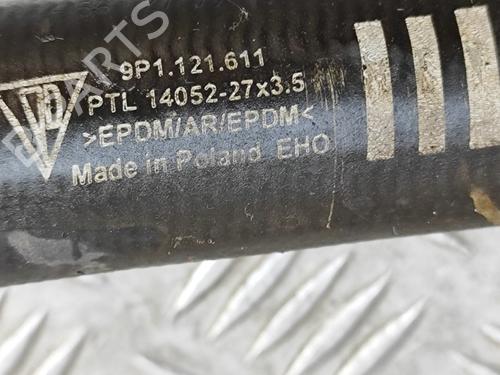 9P1.121.611
PTL 14052-27x3.5
>EPDM/AR/EPDM<
Made in Poland EHO